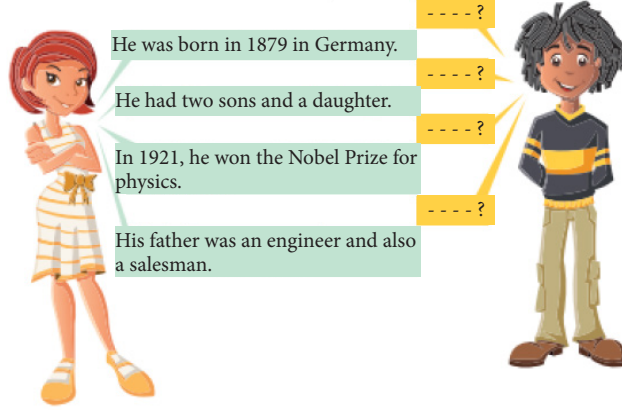 - - - - ?
He was born in 1879 in Germany.
- - - - ?
He had two sons and a daughter.
- - - - ?
In 1921, he won the Nobel Prize for
physics.
- - - - ?
His father was an engineer and also
a salesman.